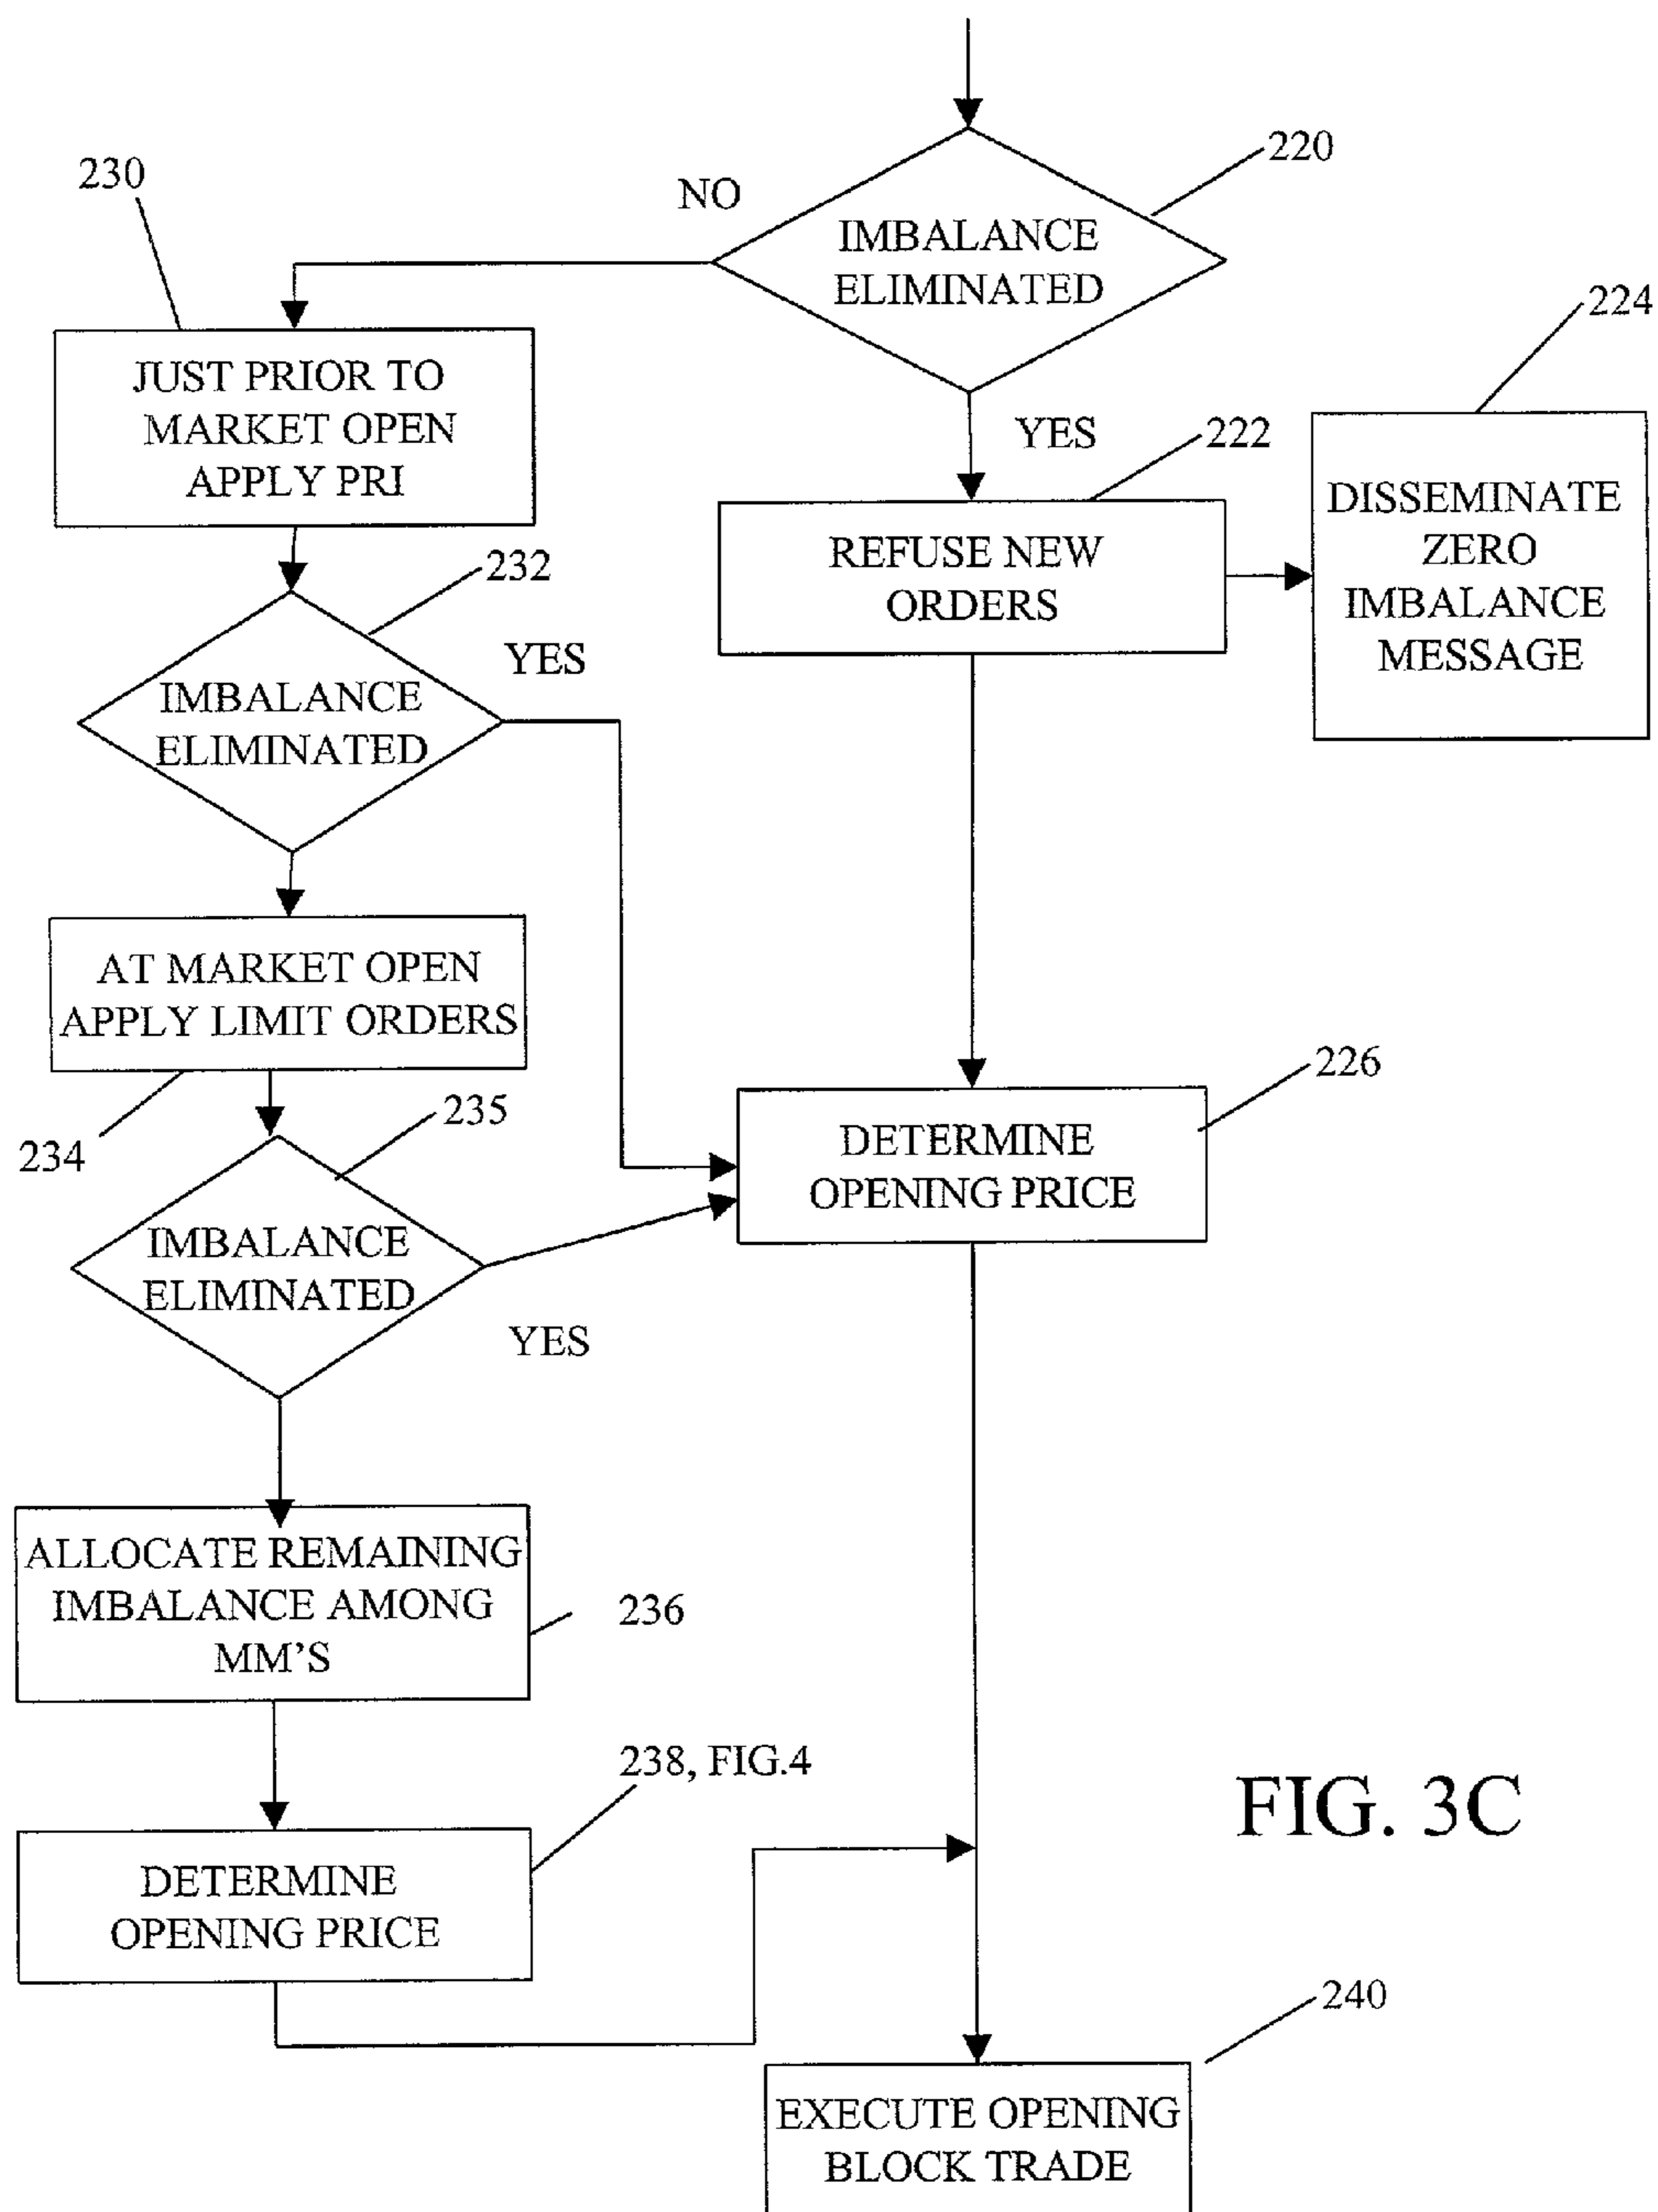 220
NO
IMBALANCE
ELIMINATED
230
JUST PRIOR TO
MARKET OPEN
APPLY PRI
YES
222
REFUSE NEW
ORDERS
224
DISSEMINATE
ZERO
IMBALANCE
MESSAGE
232
YES
IMBALANCE
ELIMINATED
AT MARKET OPEN
APPLY LIMIT ORDERS
234
235
IMBALANCE
ELIMINATED
YES
226
DETERMINE
OPENING PRICE
ALLOCATE REMAINING
IMBALANCE AMONG
MM'S
236
238, FIG.4
DETERMINE
OPENING PRICE
FIG. 3C
240
EXECUTE OPENING
BLOCK TRADE